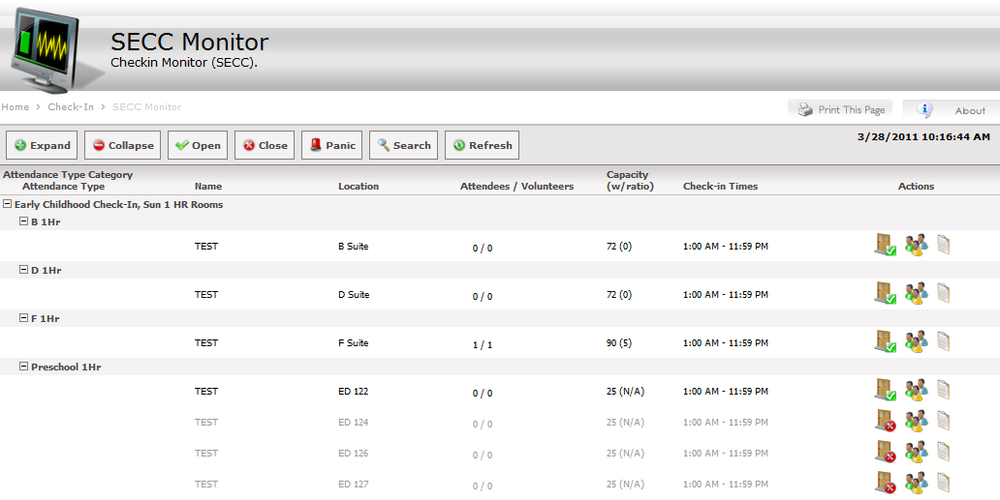 SECC Monitor
Checkin Monitor (SECC).
Home > Check-In > SECC Monitor
Print This Page
About
Expand Collapse Open Close Panic Search Refresh
3/28/2011 10:16:44 AM
Attendance Type Category
Attendance Type Name Location Attendees / Volunteers Capacity (w/ratio) Check-in Times Actions
Early Childhood Check-In, Sun 1 HR Rooms
B 1Hr
TEST B Suite 0 / 0 72 (0) 1:00 AM - 11:59 PM
D 1Hr
TEST D Suite 0 / 0 72 (0) 1:00 AM - 11:59 PM
F 1Hr
TEST F Suite 1 / 1 90 (5) 1:00 AM - 11:59 PM
Preschool 1Hr
TEST ED 122 0 / 0 25 (N/A) 1:00 AM - 11:59 PM
TEST ED 124 0 / 0 25 (N/A) 1:00 AM - 11:59 PM
TEST ED 126 0 / 0 25 (N/A) 1:00 AM - 11:59 PM
TEST ED 127 0 / 0 25 (N/A) 1:00 AM - 11:59 PM